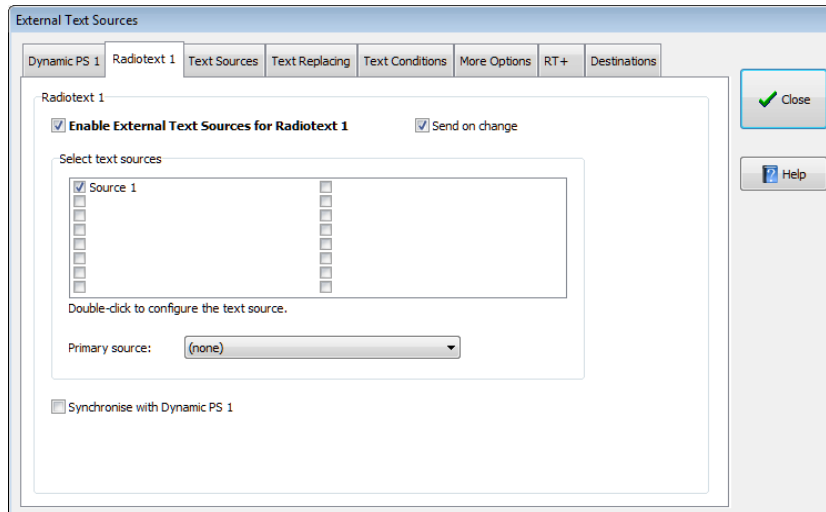 External Text Sources
Dynamic PS 1 Radiotext 1 Text Sources Text Replacing Text Conditions More Options RT+ Destinations
Close
Radiotext 1
Enable External Text Sources for Radiotext 1 Send on change
Select text sources
Help
Source 1
Double-click to configure the text source.
Primary source: (none)
Synchronise with Dynamic PS 1